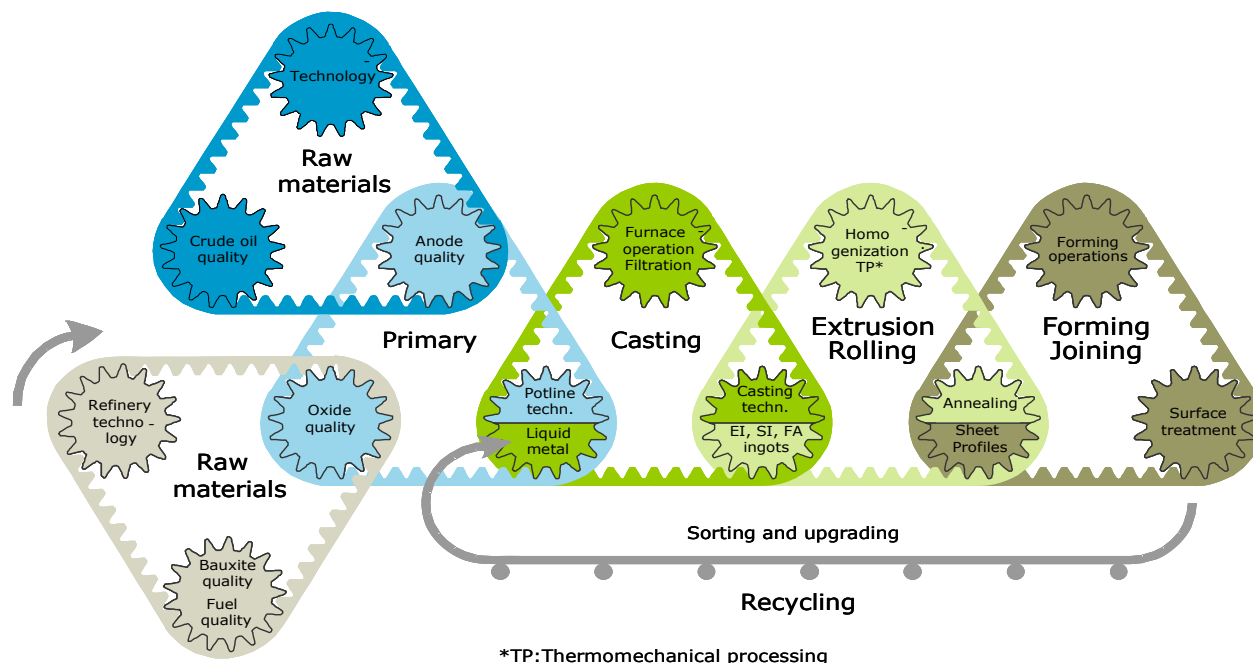 Technology-
Raw
materials
Crude oil
quality
Anode
quality
Primary
Furnace-
operation
Filtration
Casting
Homo-
genization
TP*
Extrusion
Rolling
Forming
operations
Forming
Joining
Refinery
techno-
logy
Oxide
quality
Raw
materials
Bauxite
quality
Fuel
quality
Potline
techn.
Liquid
metal
Casting
techn.
EI, SI, FA
ingots
Annealing
Sheet
Profiles
Surface
treatment
Sorting and upgrading
Recycling
*TP:Thermomechanical processing